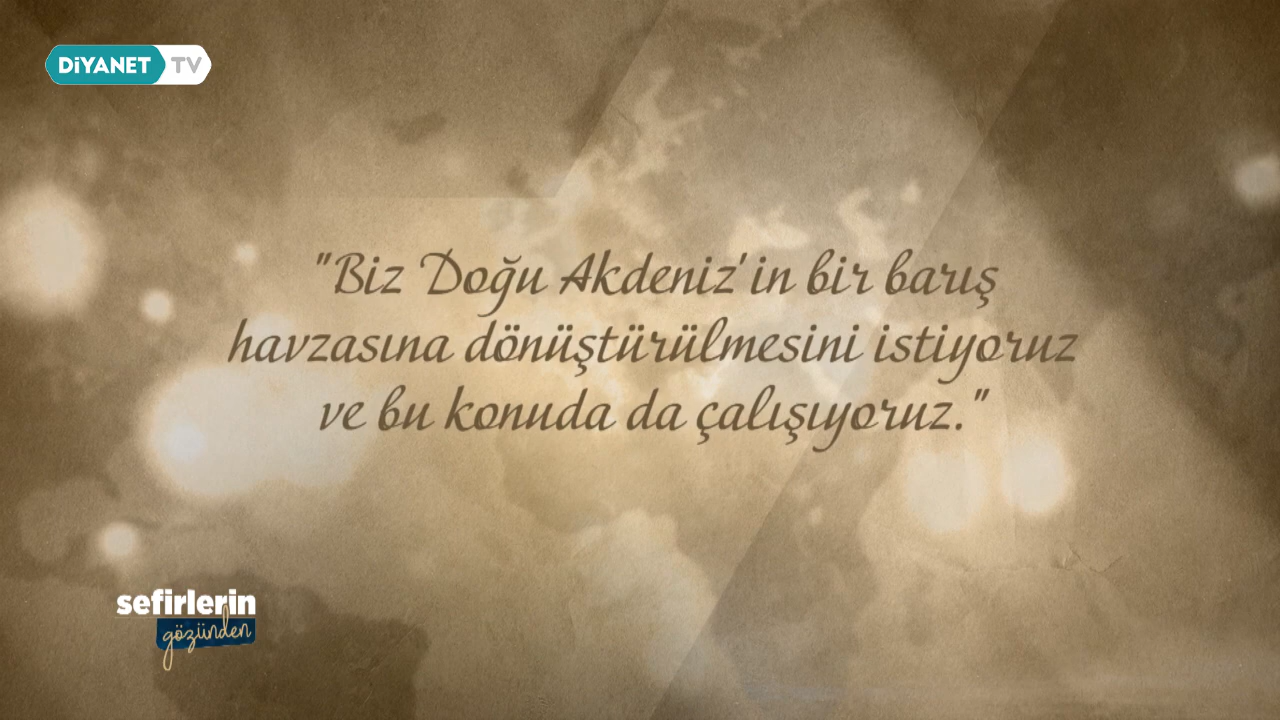 DİYANET TV
"Biz Doğu Akdeniz'in bir barış
havzasına dönüştürülmesini istiyoruz
ve bu konuda da çalışıyoruz."
sefirlerin
gözünden